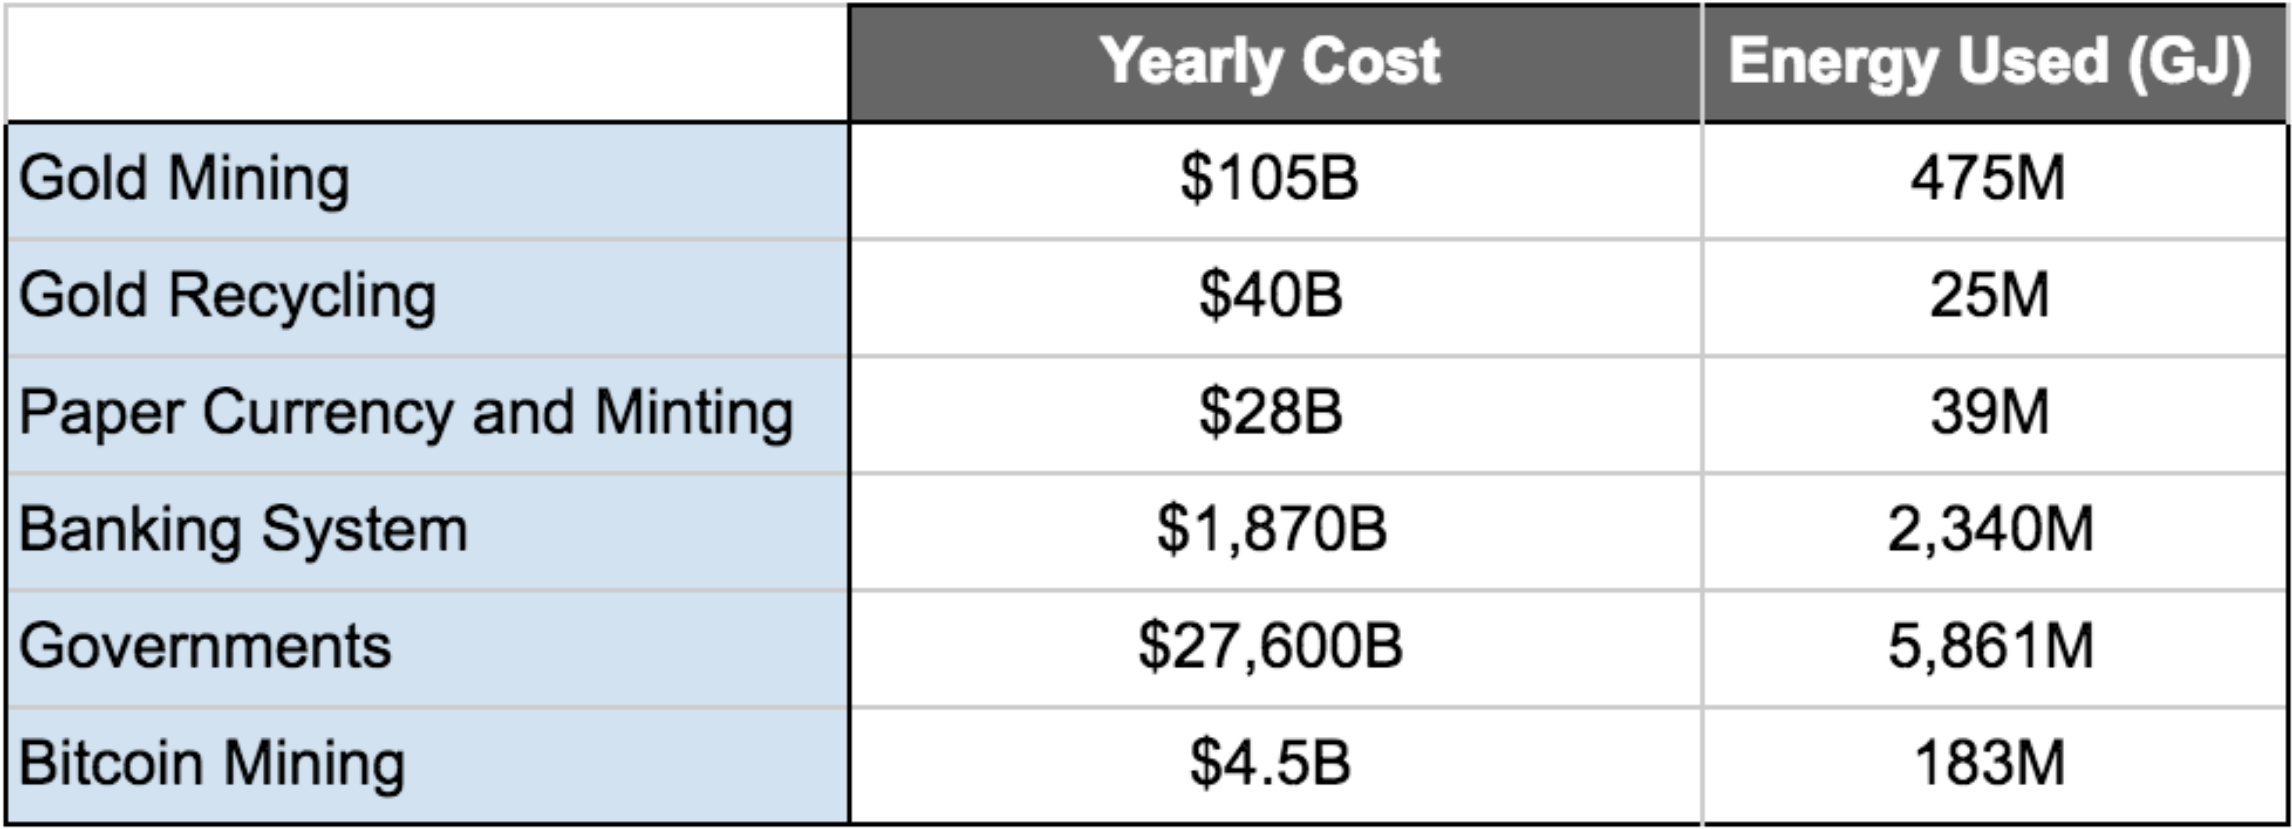 Yearly Cost Energy Used (GJ)
Gold Mining $105B 475M
Gold Recycling $40B 25M
Paper Currency and Minting $28B 39M
Banking System $1,870B 2,340M
Governments $27,600B 5,861M
Bitcoin Mining $4.5B 183M